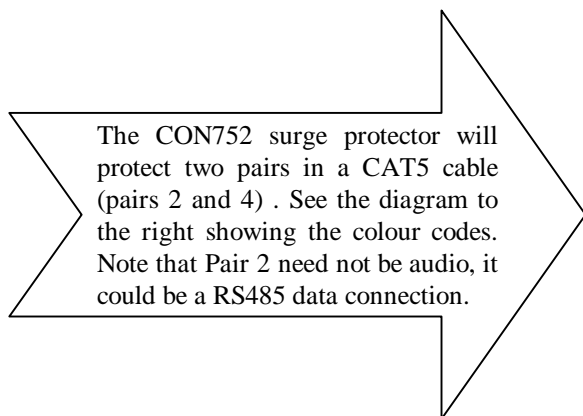 The CON752 surge protector will
protect two pairs in a CAT5 cable
(pairs 2 and 4) . See the diagram to
the right showing the colour codes.
Note that Pair 2 need not be audio, it
could be a RS485 data connection.